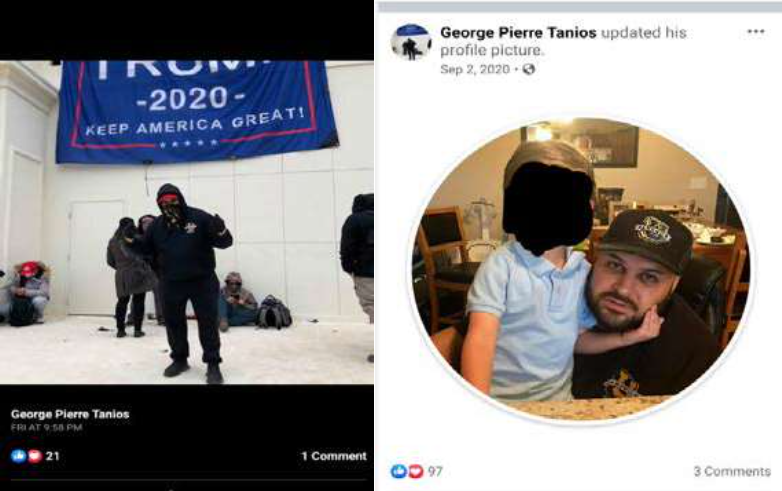 TRUMP
-2020-
KEEP AMERICA GREAT!
George Pierre Tanios
FRI AT 9:58 PM
21
1 Comment
George Pierre Tanios updated his
profile picture.
Sep 2, 2020 ·
97
3 Comments